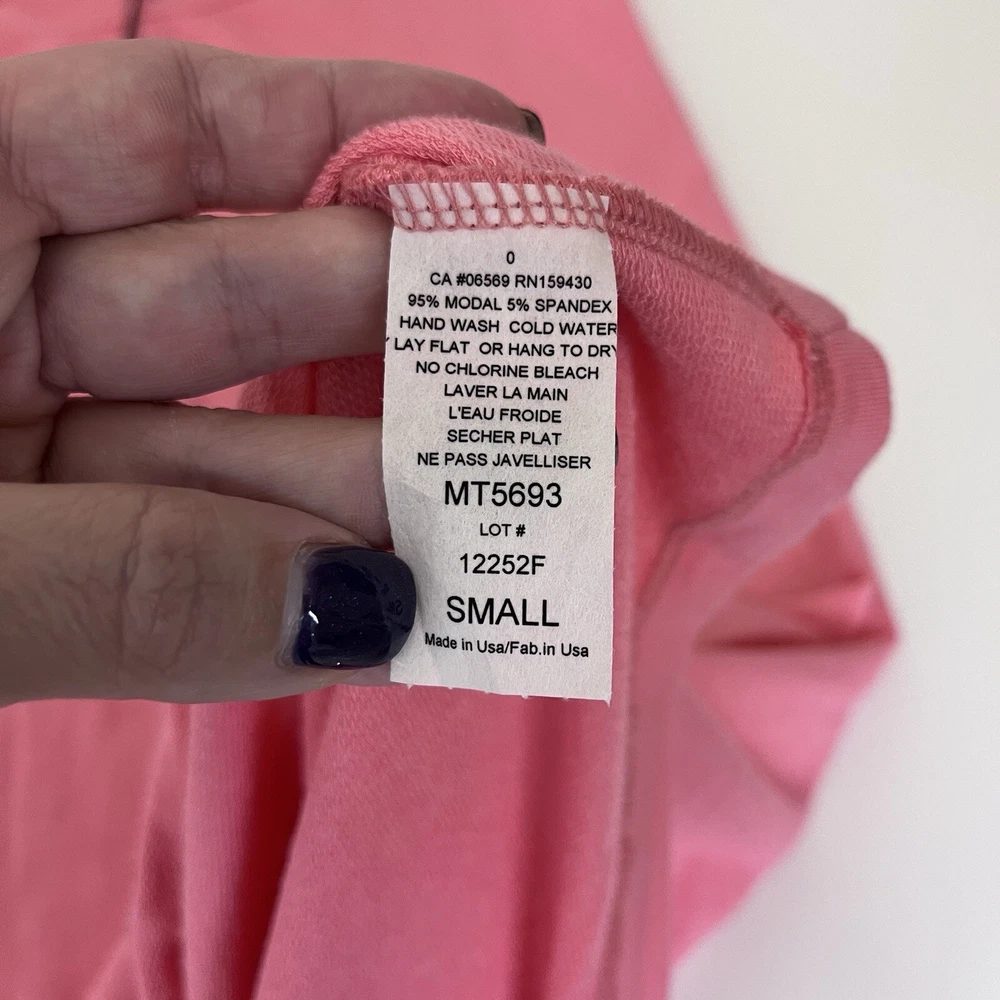 0
CA #06569 RN159430
95% MODAL 5% SPANDEX
HAND WASH COLD WATER
LAY FLAT OR HANG TO DRY
NO CHLORINE BLEACH
LAVER LA MAIN
L'EAU FROIDE
SECHER PLAT
NE PASS JAVELLISER
MT5693
LOT #
12252F
SMALL
Made in Usa/Fab.in Usa